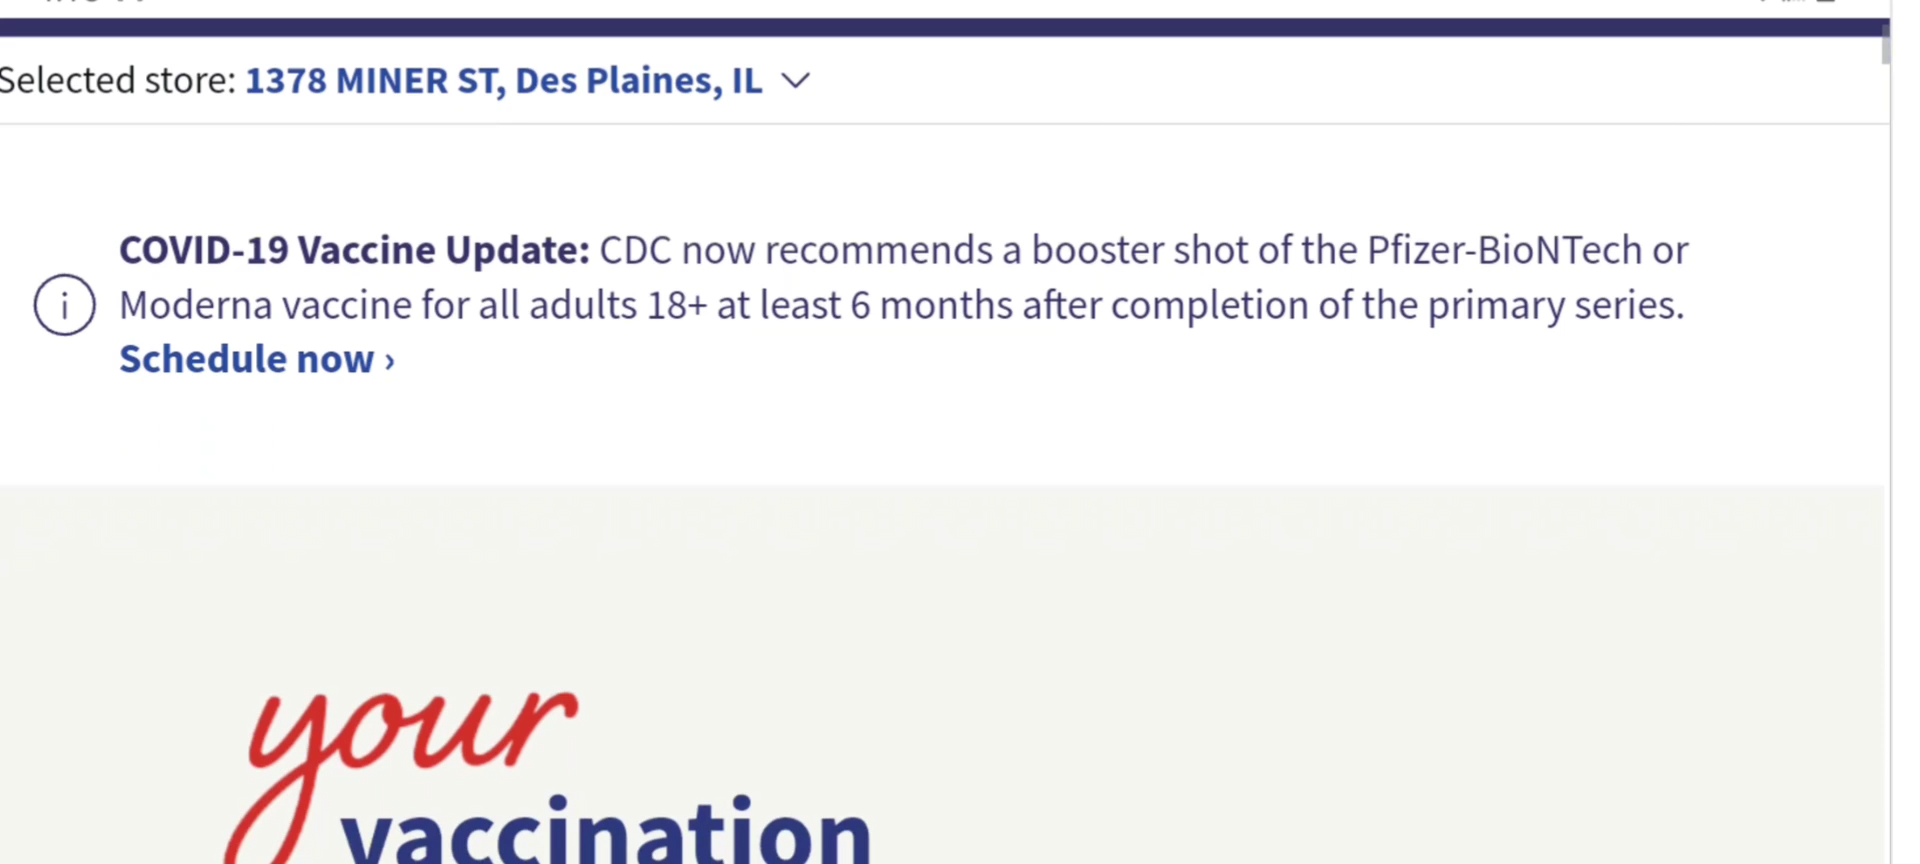 Selected store: 1378 MINER ST, Des Plaines, IL
COVID-19 Vaccine Update: CDC now recommends a booster shot of the Pfizer-BioNTech or
Moderna vaccine for all adults 18+ at least 6 months after completion of the primary series.
Schedule now ›
your
vaccination